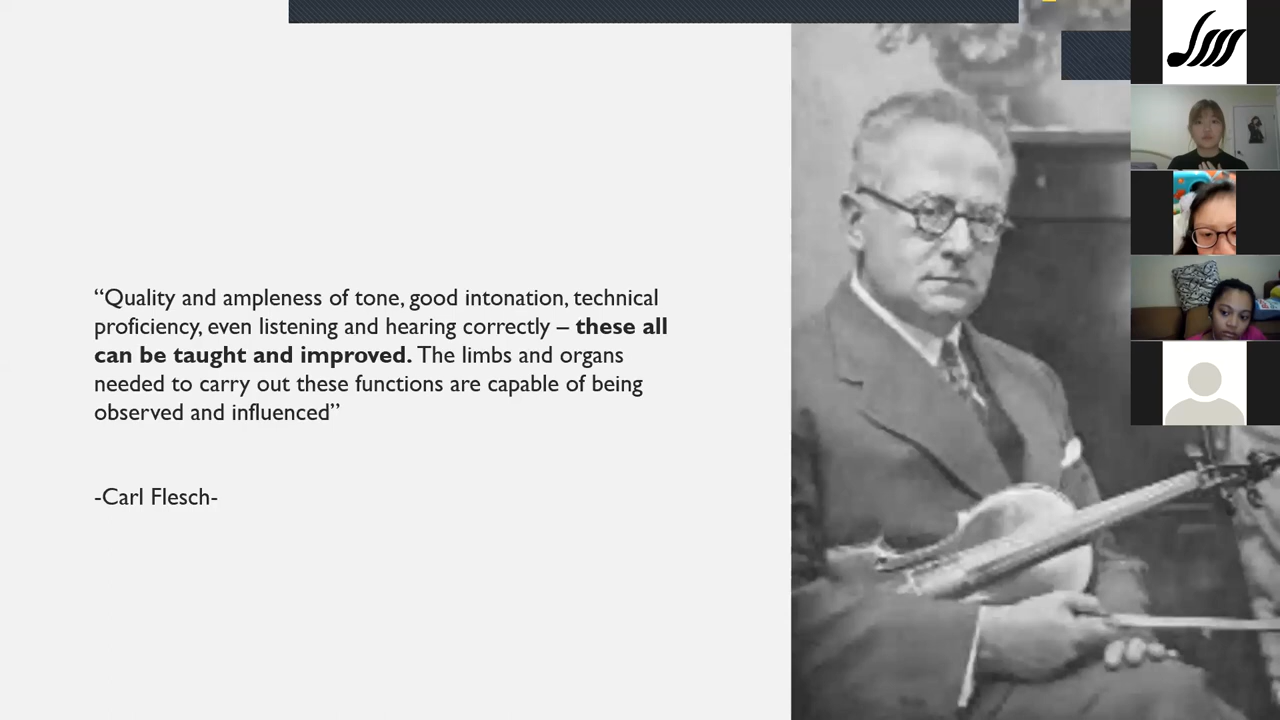 “Quality and ampleness of tone, good intonation, technical
proficiency, even listening and hearing correctly – these all
can be taught and improved. The limbs and organs
needed to carry out these functions are capable of being
observed and influenced”
-Carl Flesch-